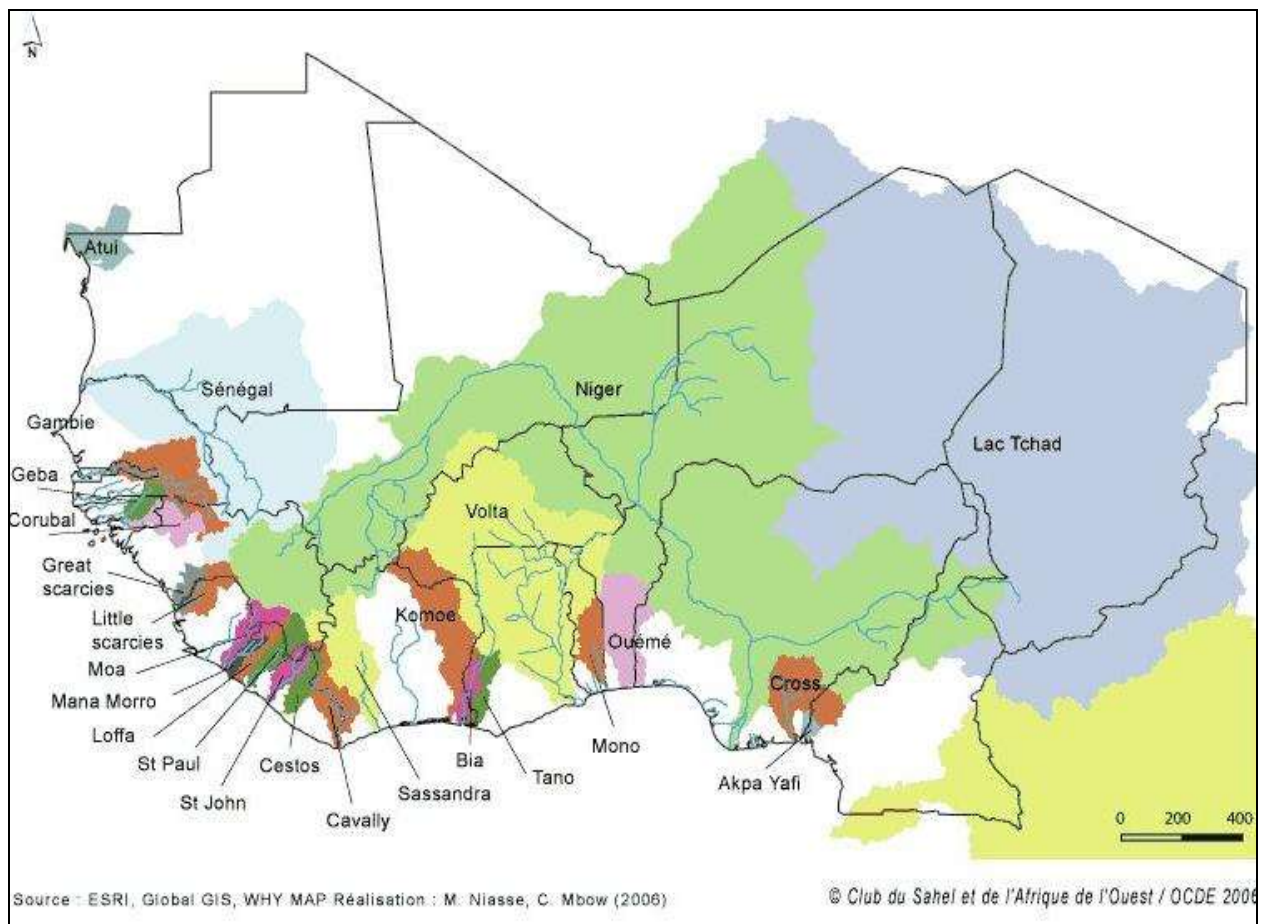 N
Atui
Sénégal
Niger
Gambie
Lac Tchad
Geba
Corubal
Volta
Great
scarcies
Little
scarcies
Komoe
Ouémé
Moa
Mana Morro
Cross
Loffa
St Paul
Cestos
Bia
Mono
St John
Tano
Akpa Yafi
Sassandra
Cavally
0 200 400
Source : ESRI, Global GIS, WHY MAP Réalisation : M. Niasse, C. Mbow (2006)
© Club du Sahel et de l'Afrique de l'Ouest / OCDE 2006